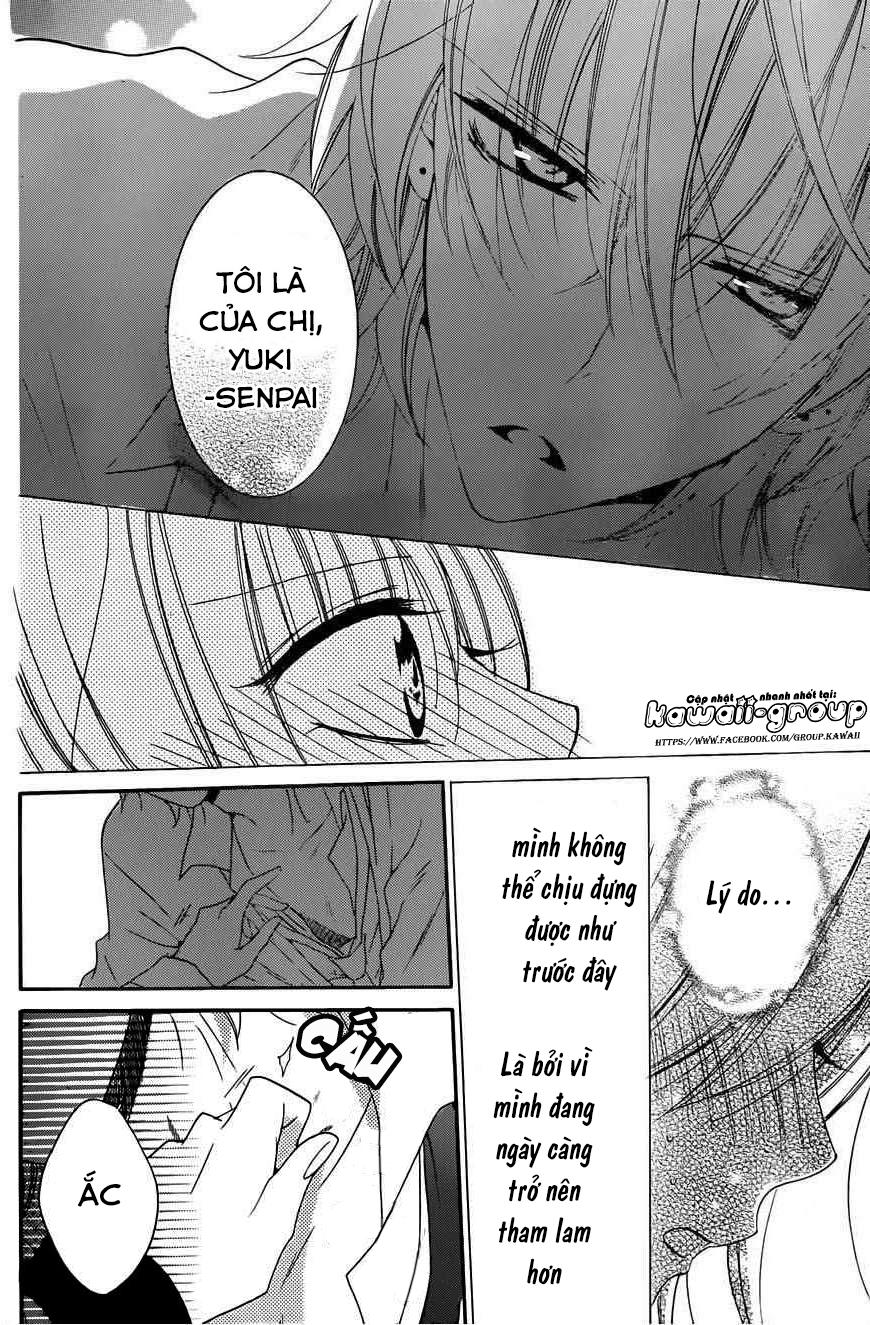 TÔI LÀ
CỦA CHỊ,
YUKI
-SENPAI
Cập nhật nhanh nhất tại:
kawaii-group
HTTPS://WWW.FACEBOOK.COM/GROUP.KAWAII
Lý do...
mình không
thể chịu đựng
được như
trước đây
Là bởi vì
mình đang
ngày càng
trở nên
tham lam
hơn
CẤU
ẮC